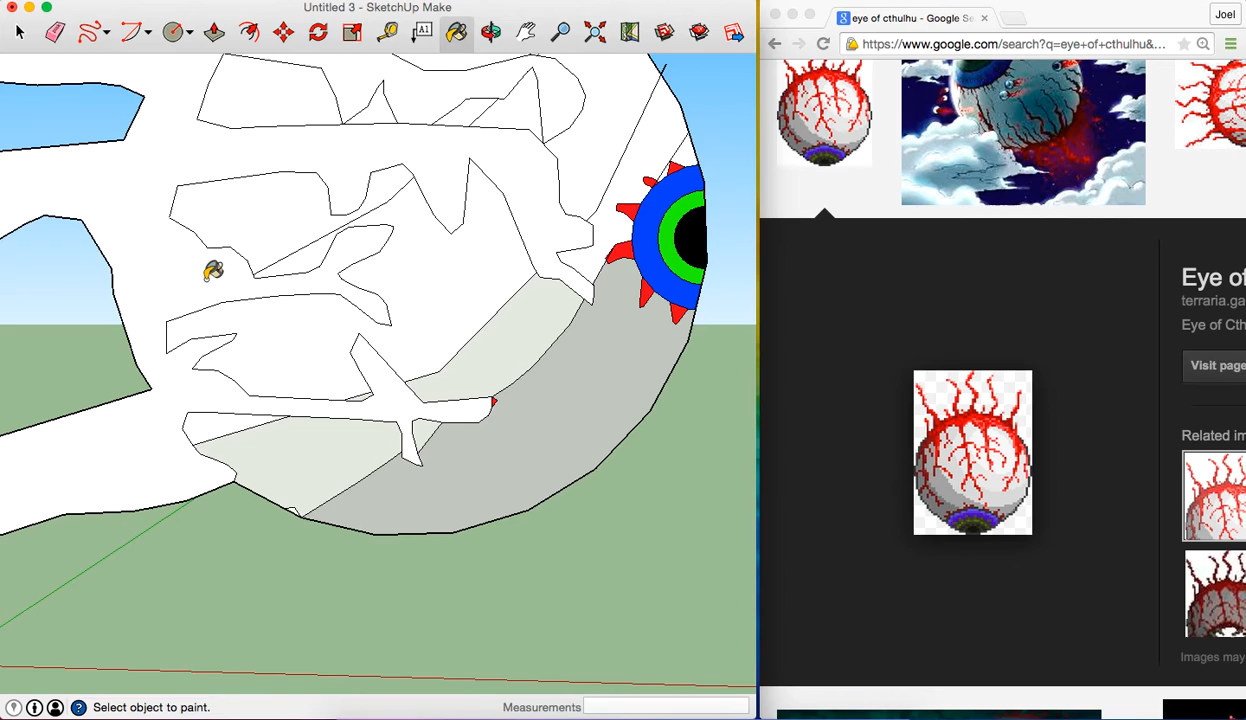 Untitled 3 - SketchUp Make
A1
Select object to paint.
Measurements
eye of cthulhu - Google Se
Joel
https://www.google.com/search?q=eye+of+cthulhu&...
Eye of
terraria.ga
Eye of Cth
Visit page
Related im
Images may